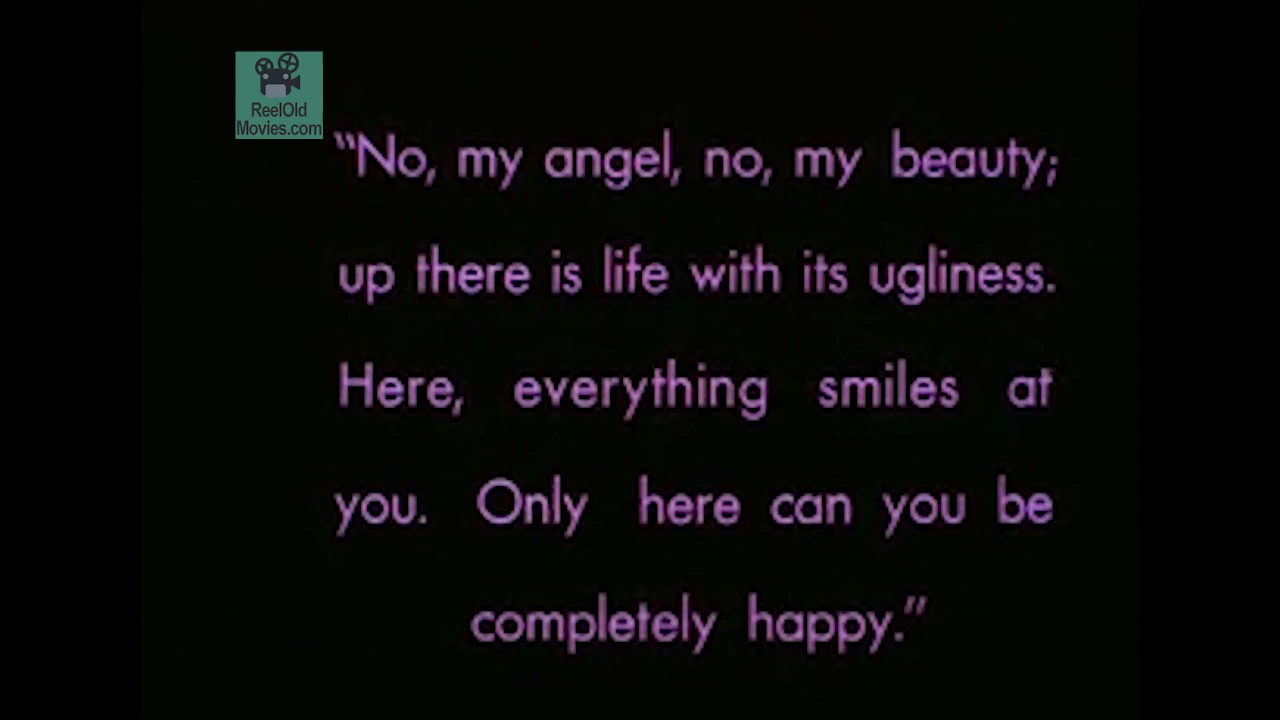 ReelOld
Movies.com
"No, my angel, no, my beauty;
up there is life with its ugliness.
Here, everything smiles at
you. Only here can you be
completely happy."